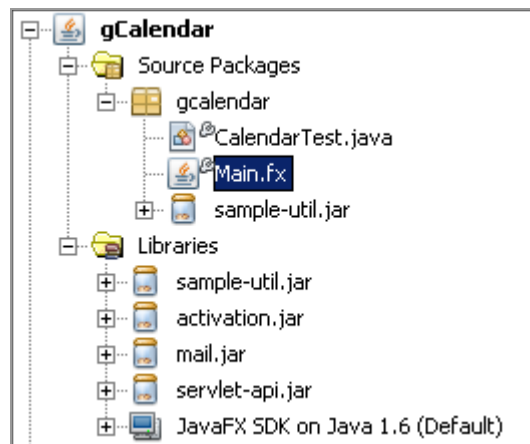 gCalendar
Source Packages
gcalendar
CalendarTest.java
Main.fx
sample-util.jar
Libraries
sample-util.jar
activation.jar
mail.jar
servlet-api.jar
JavaFX SDK on Java 1.6 (Default)